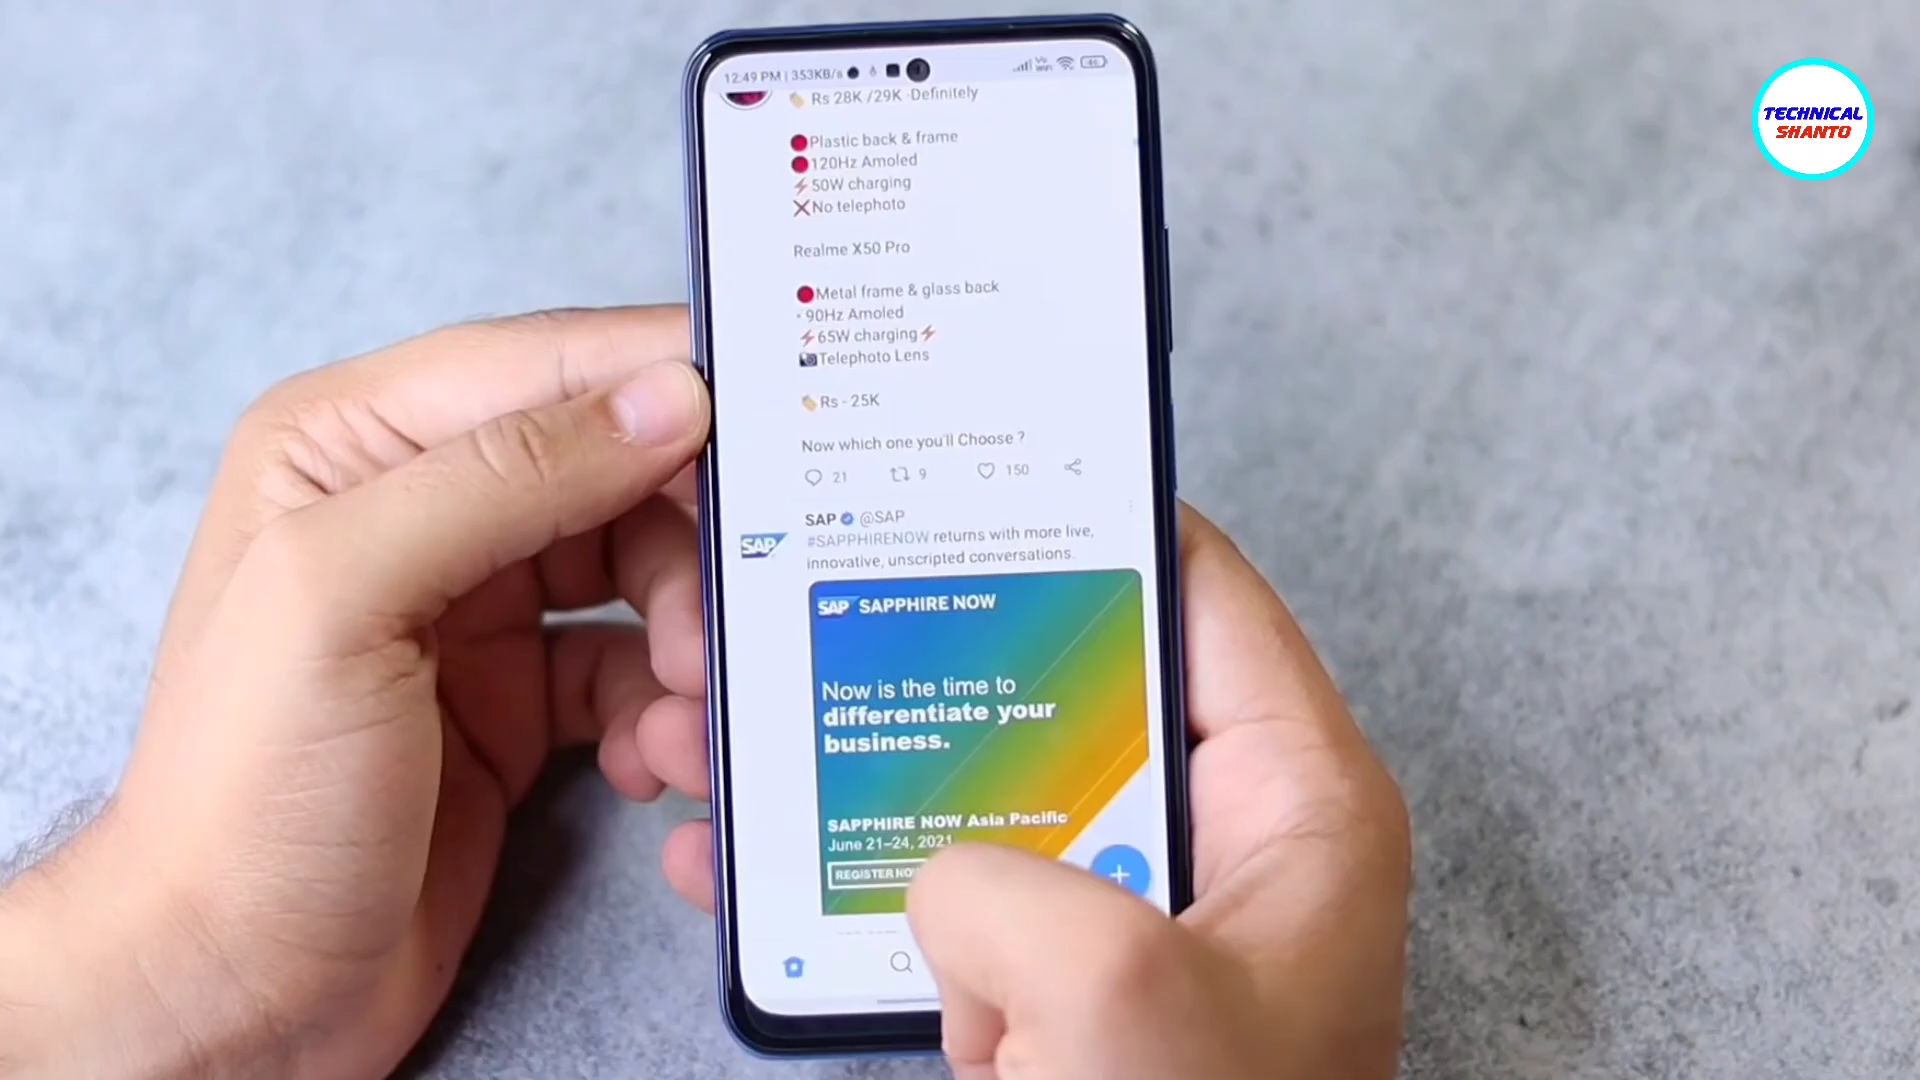 12:49 PM | 353KB/s
Rs 28K /29K -Definitely
Plastic back & frame
120Hz Amoled
⚡50W charging
❌No telephoto
Realme X50 Pro
Metal frame & glass back
• 90Hz Amoled
⚡65W charging⚡
Telephoto Lens
Rs - 25K
Now which one you'll Choose ?
21 9 150
SAP @SAP
SAP
#SAPPHIRENOW returns with more live,
innovative, unscripted conversations.
SAP SAPPHIRE NOW
Now is the time to
differentiate your
business.
SAPPHIRE NOW Asia Pacific
June 21–24, 2021
REGISTER NO
TECHNICAL
SHANTO